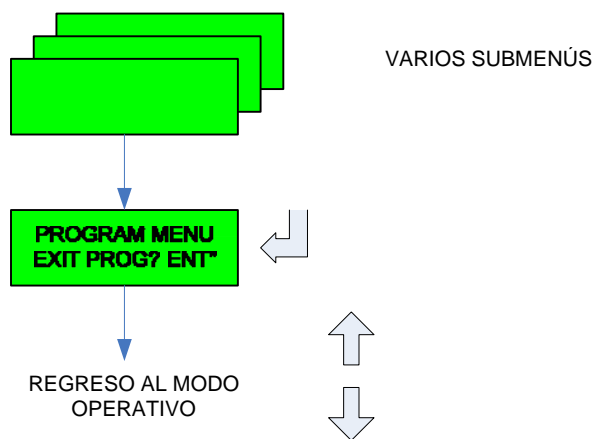 VARIOS SUBMENÚS
PROGRAM MENU
EXIT PROG? ENT"
REGRESO AL MODO
OPERATIVO